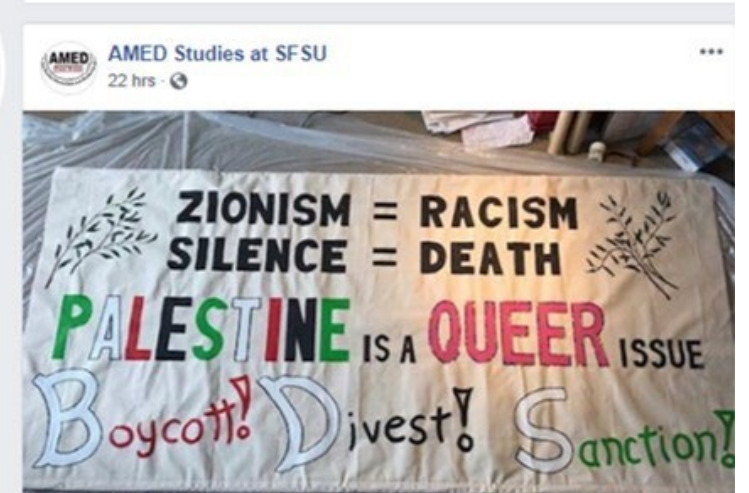 AMED
AMED Studies at SFSU
22 hrs
ZIONISM = RACISM
SILENCE = DEATH
PALESTINE IS A QUEER ISSUE
Boycott! Divest! Sanction!